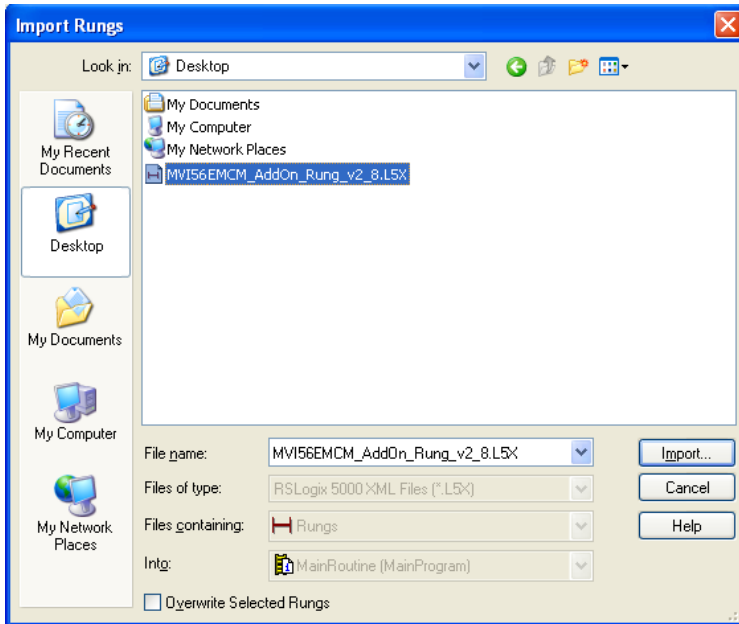 Import Rungs
Look in: Desktop
My Recent
Documents
Desktop
My Documents
My Computer
My Network
Places
My Documents
My Computer
My Network Places
MVI56EMCM_AddOn_Rung_v2_8.L5X
File name: MVI56EMCM_AddOn_Rung_v2_8.L5X Import...
Files of type: RSLogix 5000 XML Files (*.L5X) Cancel
Files containing: Rungs Help
Into: MainRoutine (MainProgram)
Overwrite Selected Rungs